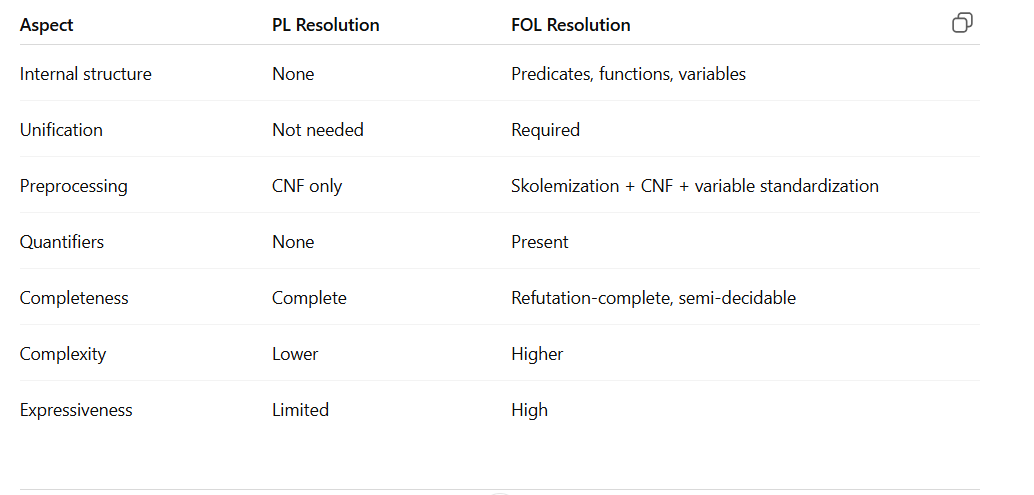 Aspect PL Resolution FOL Resolution
Internal structure None Predicates, functions, variables
Unification Not needed Required
Preprocessing CNF only Skolemization + CNF + variable standardization
Quantifiers None Present
Completeness Complete Refutation-complete, semi-decidable
Complexity Lower Higher
Expressiveness Limited High